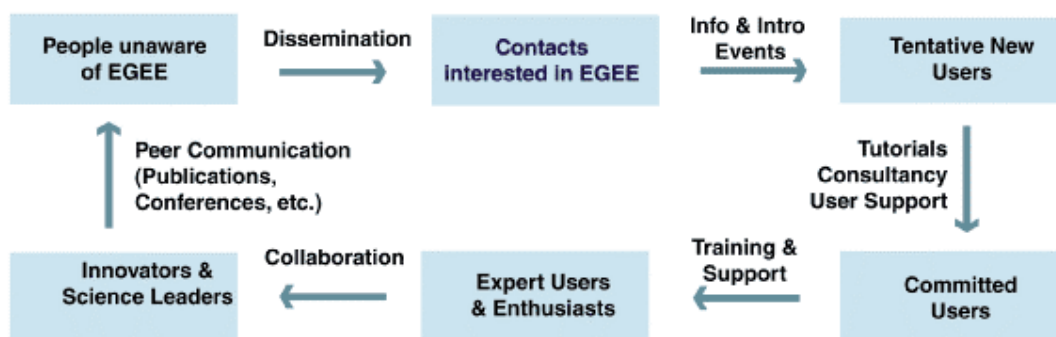 People unaware
of EGEE
Dissemination
Contacts
interested in EGEE
Info & Intro
Events
Tentative New
Users
Peer Communication
(Publications,
Conferences, etc.)
Tutorials
Consultancy
User Support
Innovators &
Science Leaders
Collaboration
Expert Users
& Enthusiasts
Training &
Support
Committed
Users